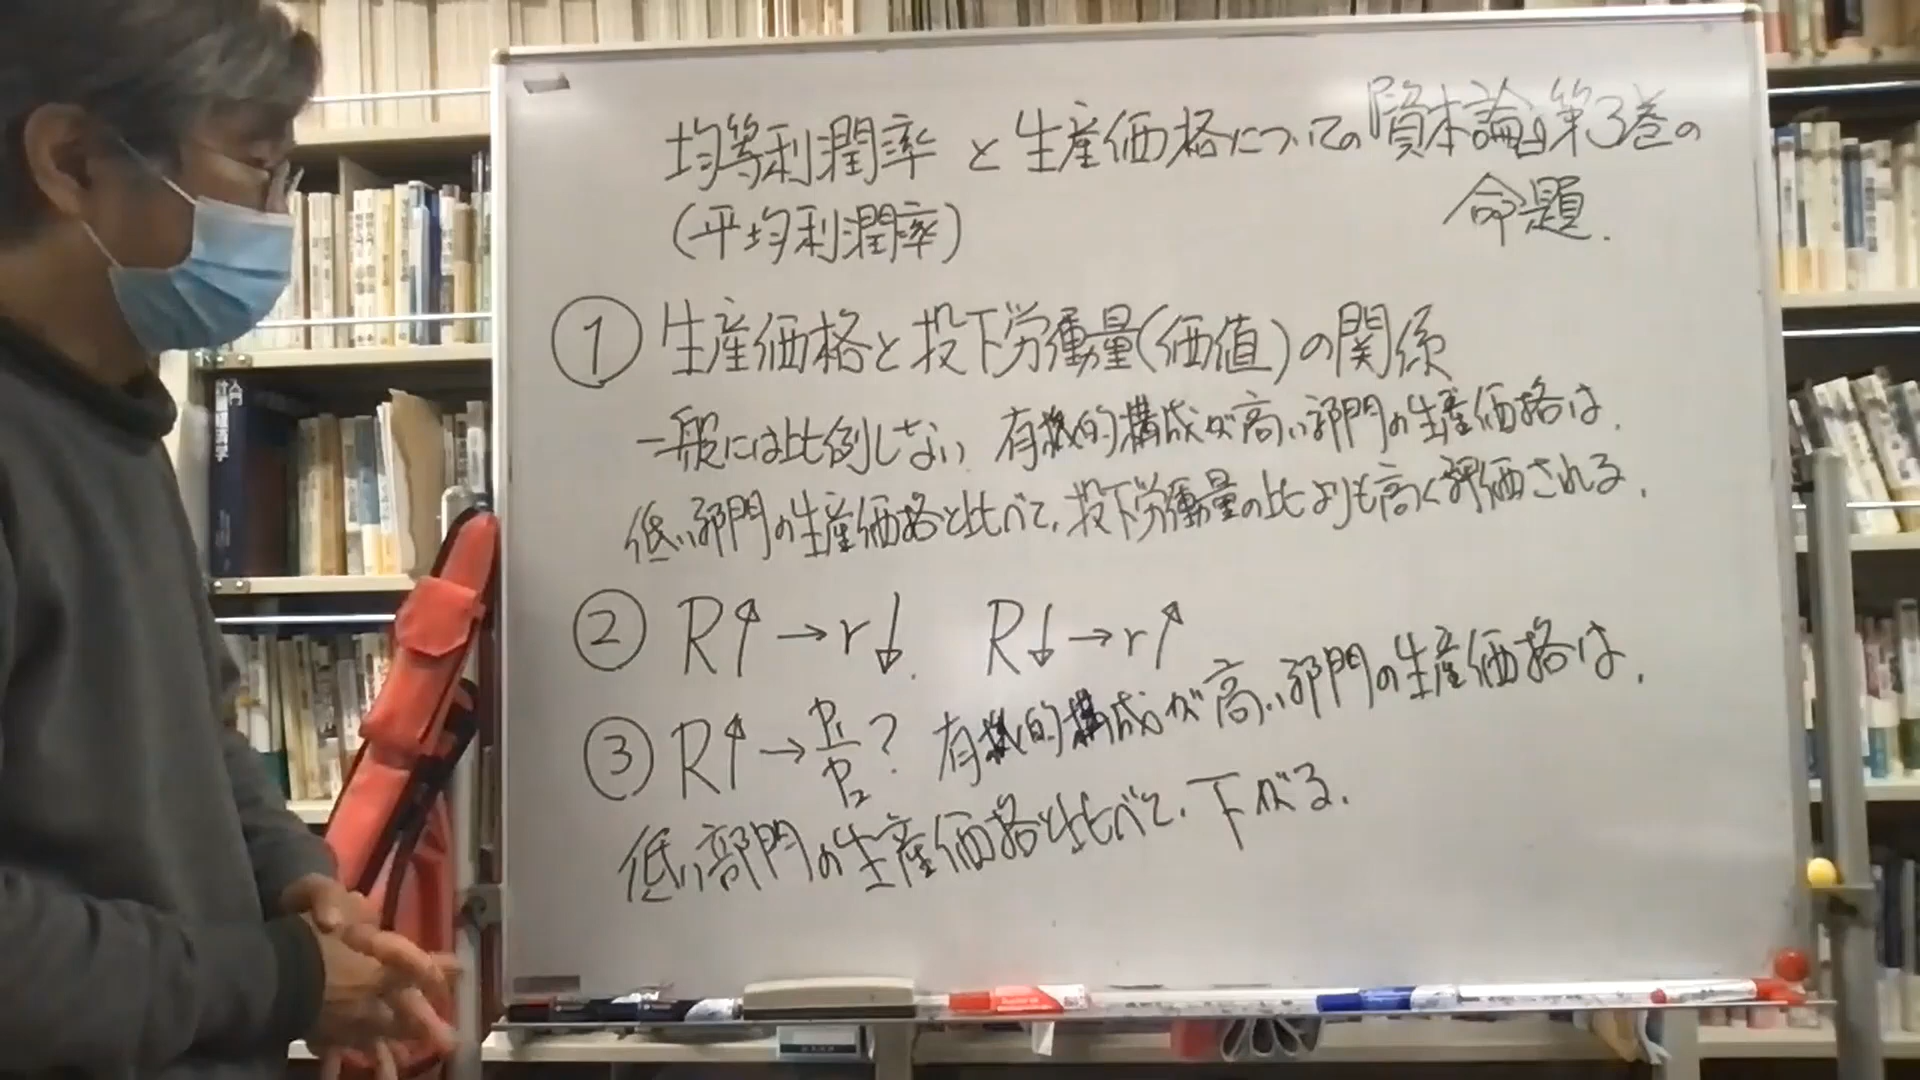 均等利潤率と生産価格についての『資本論』第3巻の
命題.
(平均利潤率)
① 生産価格と投下労働量(価値)の関係
一般には比例しない. 有機的構成が高い部門の生産価格は,
低い部門の生産価格と比べて,投下労働量の比よりも高く評価される.
② R↑→r↓. R↓→r↑
③ R↑→P₁/P₂? 有機的構成が高い部門の生産価格は,
低い部門の生産価格と比べて,下がる.
入門
計量経済学